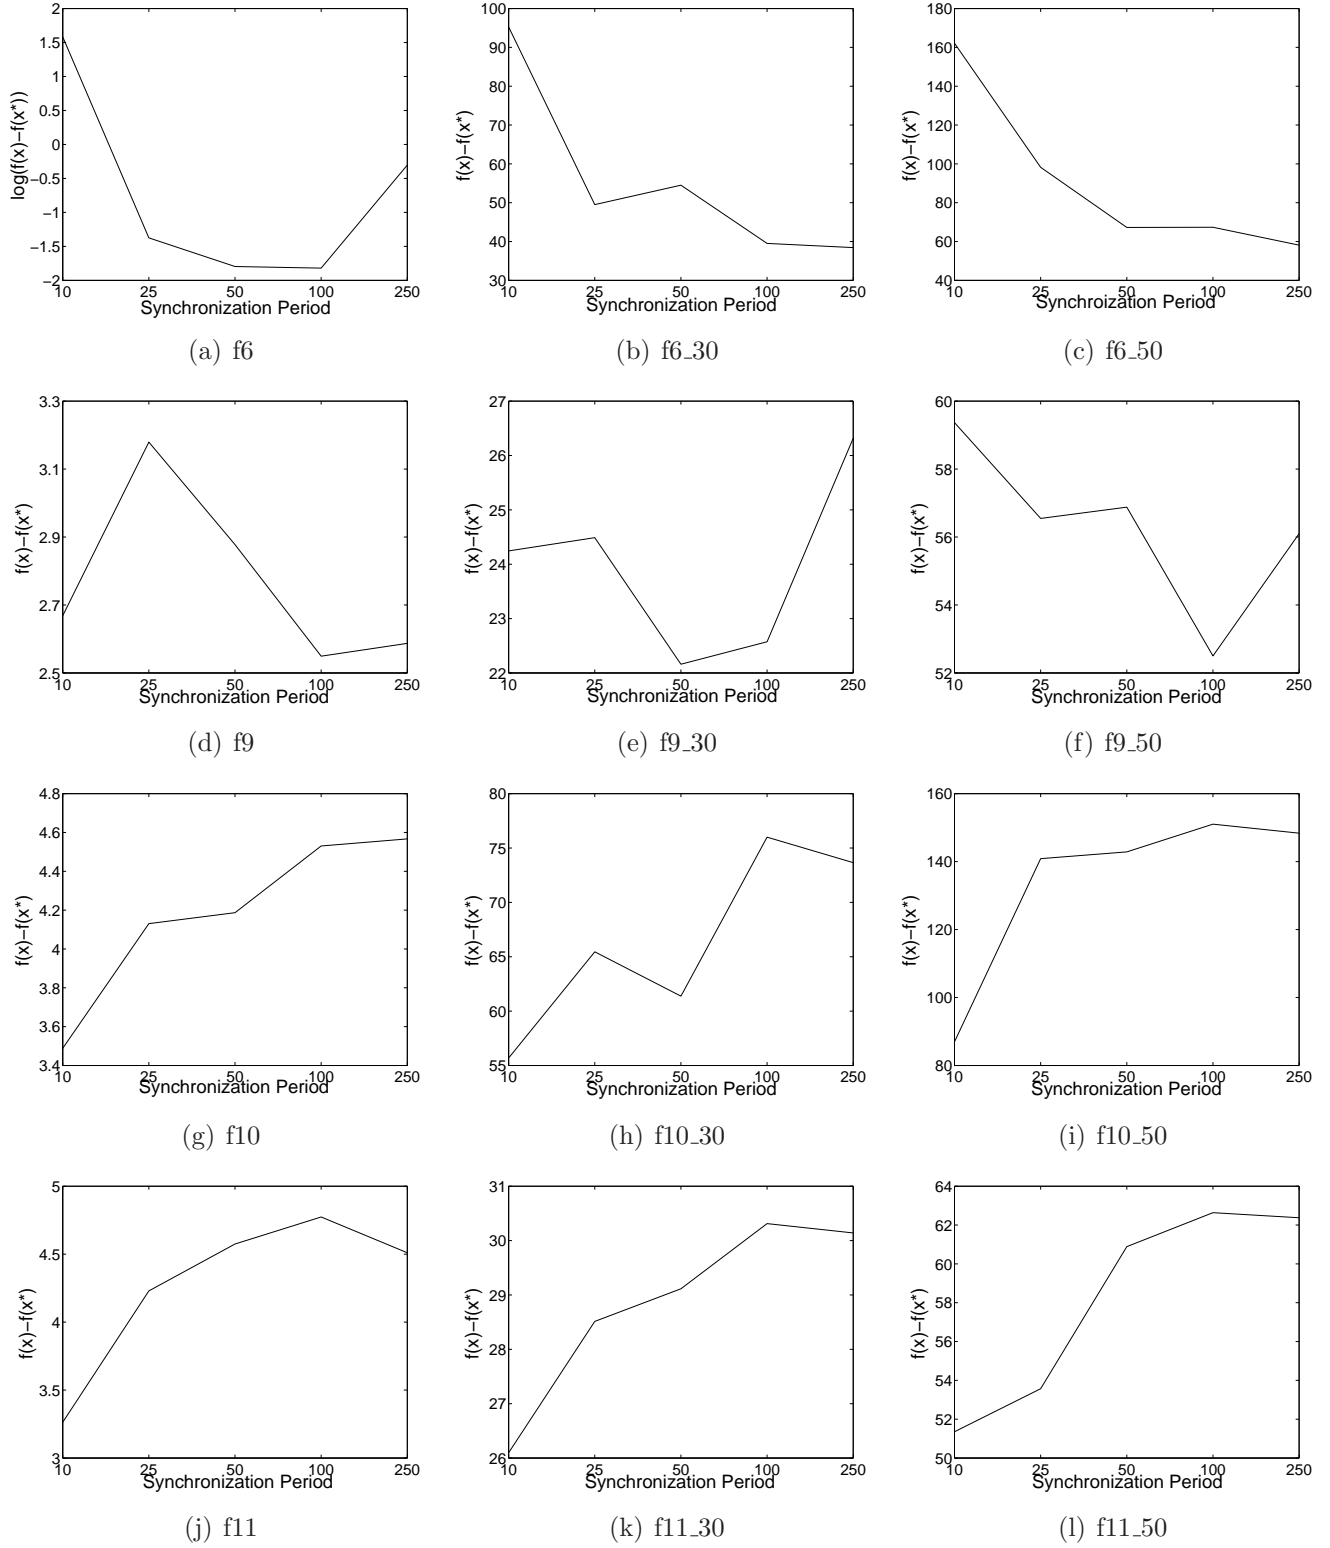 2
1.5
1
0.5
0
−0.5
−1
−1.5
−2
log(f(x)−f(x*))
10 25 50 100 250
Synchronization Period
(a) f6
100
90
80
70
60
50
40
30
f(x)−f(x*)
10 25 50 100 250
Synchronization Period
(b) f6_30
180
160
140
120
100
80
60
40
f(x)−f(x*)
10 25 50 100 250
Synchroization Period
(c) f6_50
3.3
3.1
2.9
2.7
2.5
f(x)−f(x*)
10 25 50 100 250
Synchronization Period
(d) f9
27
26
25
24
23
22
f(x)−f(x*)
10 25 50 100 250
Synchronization Period
(e) f9_30
60
58
56
54
52
f(x)−f(x*)
10 25 50 100 250
Synchronization Period
(f) f9_50
4.8
4.6
4.4
4.2
4
3.8
3.6
3.4
f(x)−f(x*)
10 25 50 100 250
Synchronization Period
(g) f10
80
75
70
65
60
55
f(x)−f(x*)
10 25 50 100 250
Synchronization Period
(h) f10_30
160
140
120
100
80
f(x)−f(x*)
10 25 50 100 250
Synchronization Period
(i) f10_50
5
4.5
4
3.5
3
f(x)−f(x*)
10 25 50 100 250
Synchronization Period
(j) f11
31
30
29
28
27
26
f(x)−f(x*)
10 25 50 100 250
Synchronization Period
(k) f11_30
64
62
60
58
56
54
52
50
f(x)−f(x*)
10 25 50 100 250
Synchronization Period
(l) f11_50